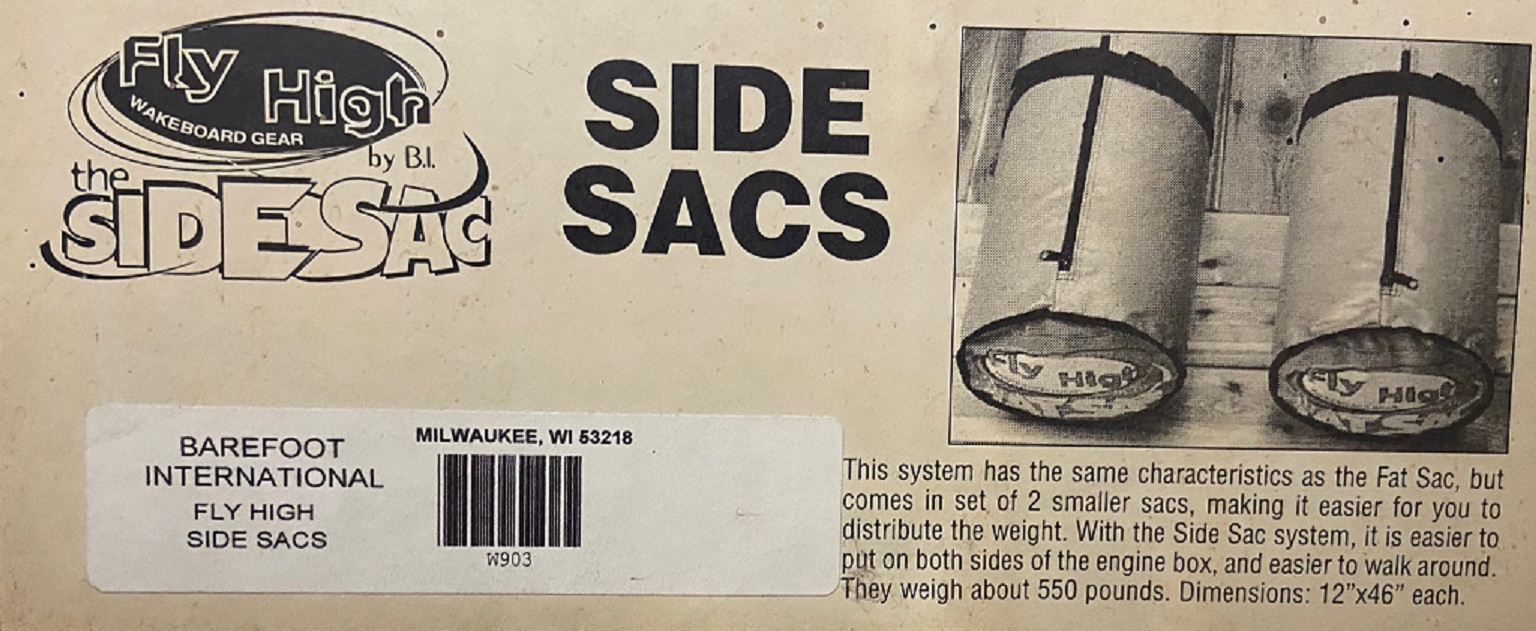 Fly High
WAKEBOARD GEAR
by B.I.
the
SIDE SAC
SIDE
SACS
Fly High
Fly High
BAREFOOT
INTERNATIONAL
FLY HIGH
SIDE SACS
MILWAUKEE, WI 53218
W903
This system has the same characteristics as the Fat Sac, but
comes in set of 2 smaller sacs, making it easier for you to
distribute the weight. With the Side Sac system, it is easier to
put on both sides of the engine box, and easier to walk around.
They weigh about 550 pounds. Dimensions: 12”x46” each.